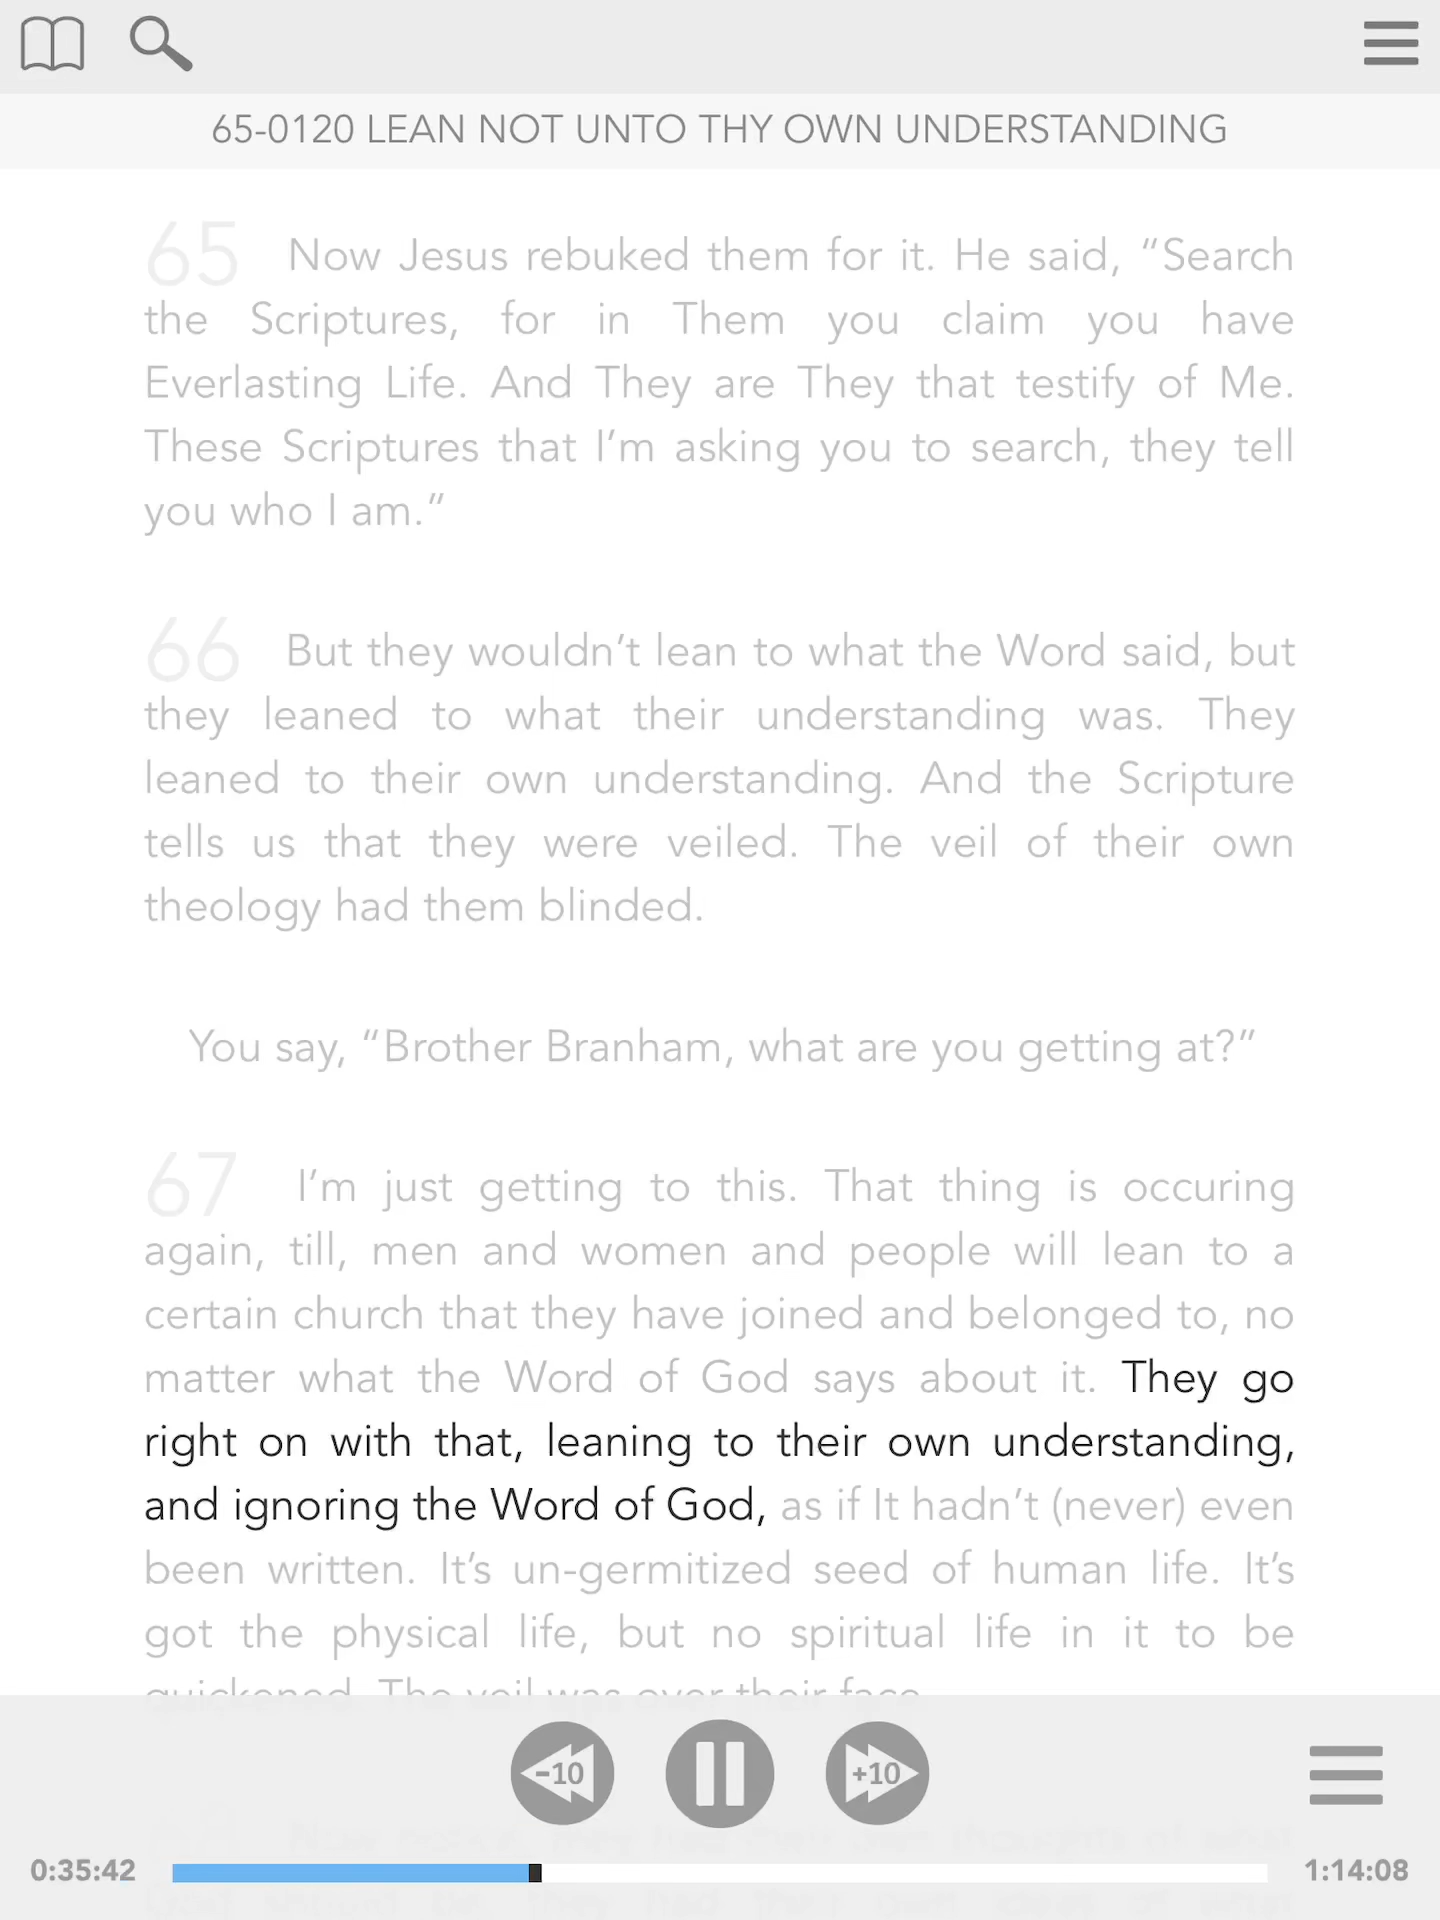 65-0120 LEAN NOT UNTO THY OWN UNDERSTANDING
65 Now Jesus rebuked them for it. He said, “Search
the Scriptures, for in Them you claim you have
Everlasting Life. And They are They that testify of Me.
These Scriptures that I’m asking you to search, they tell
you who I am.”
66 But they wouldn’t lean to what the Word said, but
they leaned to what their understanding was. They
leaned to their own understanding. And the Scripture
tells us that they were veiled. The veil of their own
theology had them blinded.
You say, “Brother Branham, what are you getting at?”
67 I’m just getting to this. That thing is occuring
again, till, men and women and people will lean to a
certain church that they have joined and belonged to, no
matter what the Word of God says about it. They go
right on with that, leaning to their own understanding,
and ignoring the Word of God, as if It hadn’t (never) even
been written. It’s un-germitized seed of human life. It’s
got the physical life, but no spiritual life in it to be
quickened. The veil was over their face.
-10 +10
0:35:42 1:14:08